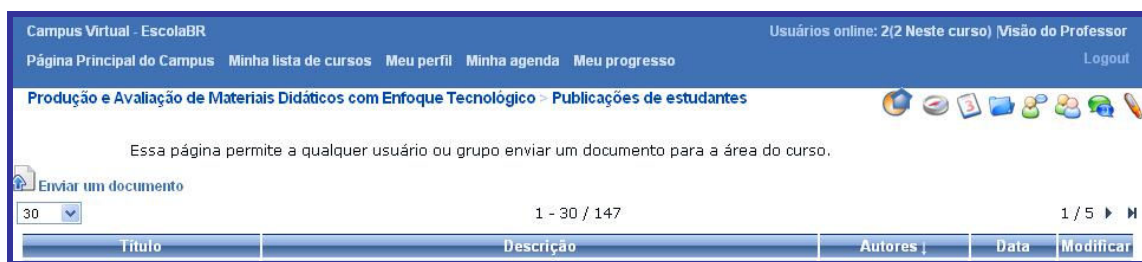 Campus Virtual - EscolaBR Usuários online: 2(2 Neste curso) |Visão do Professor
Página Principal do Campus Minha lista de cursos Meu perfil Minha agenda Meu progresso Logout
Produção e Avaliação de Materiais Didáticos com Enfoque Tecnológico > Publicações de estudantes
3
Essa página permite a qualquer usuário ou grupo enviar um documento para a área do curso.
Enviar um documento
30 1 - 30 / 147 1 / 5
Título Descrição Autores ↓ Data Modificar